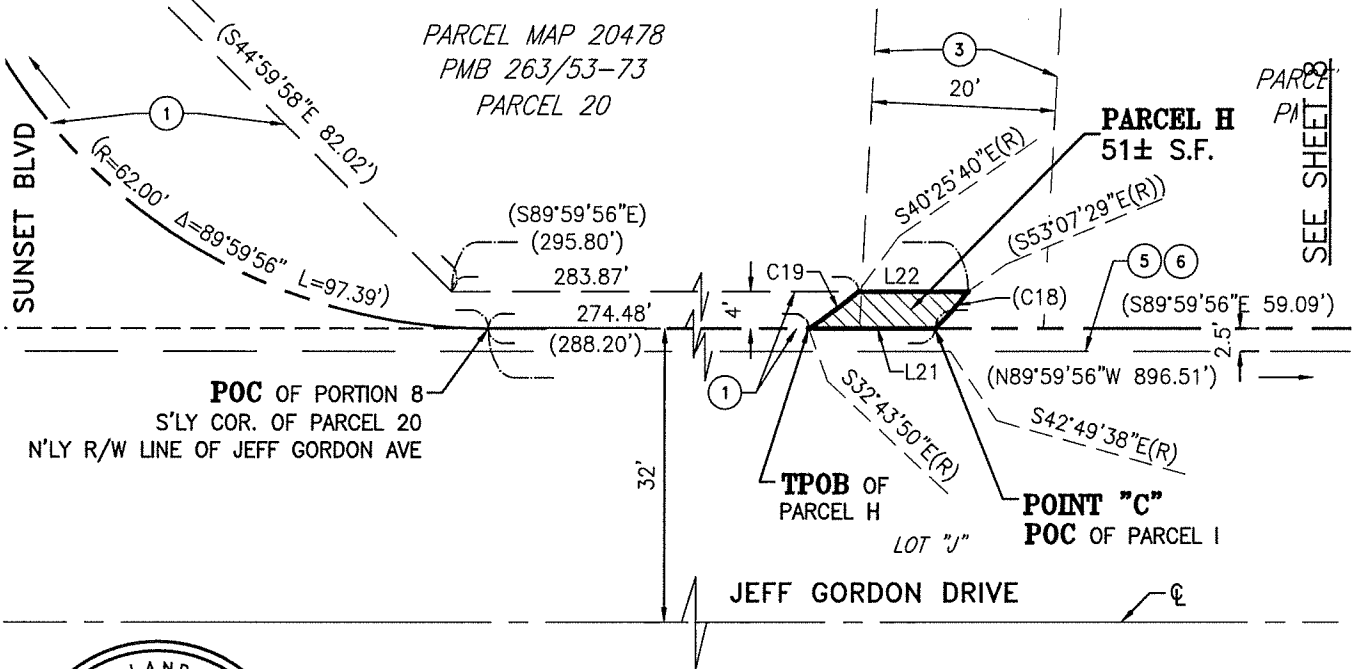 PARCEL MAP 20478
PMB 263/53-73
PARCEL 20
(S44°59'58"E 82.02')
1
SUNSET BLVD
(R=62.00' Δ=89°59'56" L=97.39')
(S89°59'56"E)
(295.80')
283.87'
274.48'
(288.20')
4'
C19
L22
3
20'
S40°25'40"E(R)
PARCEL H
51± S.F.
(S53°07'29"E(R))
SEE SHEET 8
5 6
(C18)
(S89°59'56"E 59.09')
2.5'
L21
(N89°59'56"W 896.51')
1
S32°43'50"E(R)
S42°49'38"E(R)
POC OF PORTION 8
S'LY COR. OF PARCEL 20
N'LY R/W LINE OF JEFF GORDON AVE
32'
TPOB OF
PARCEL H
POINT "C"
POC OF PARCEL I
LOT "J"
JEFF GORDON DRIVE
℄
LAND